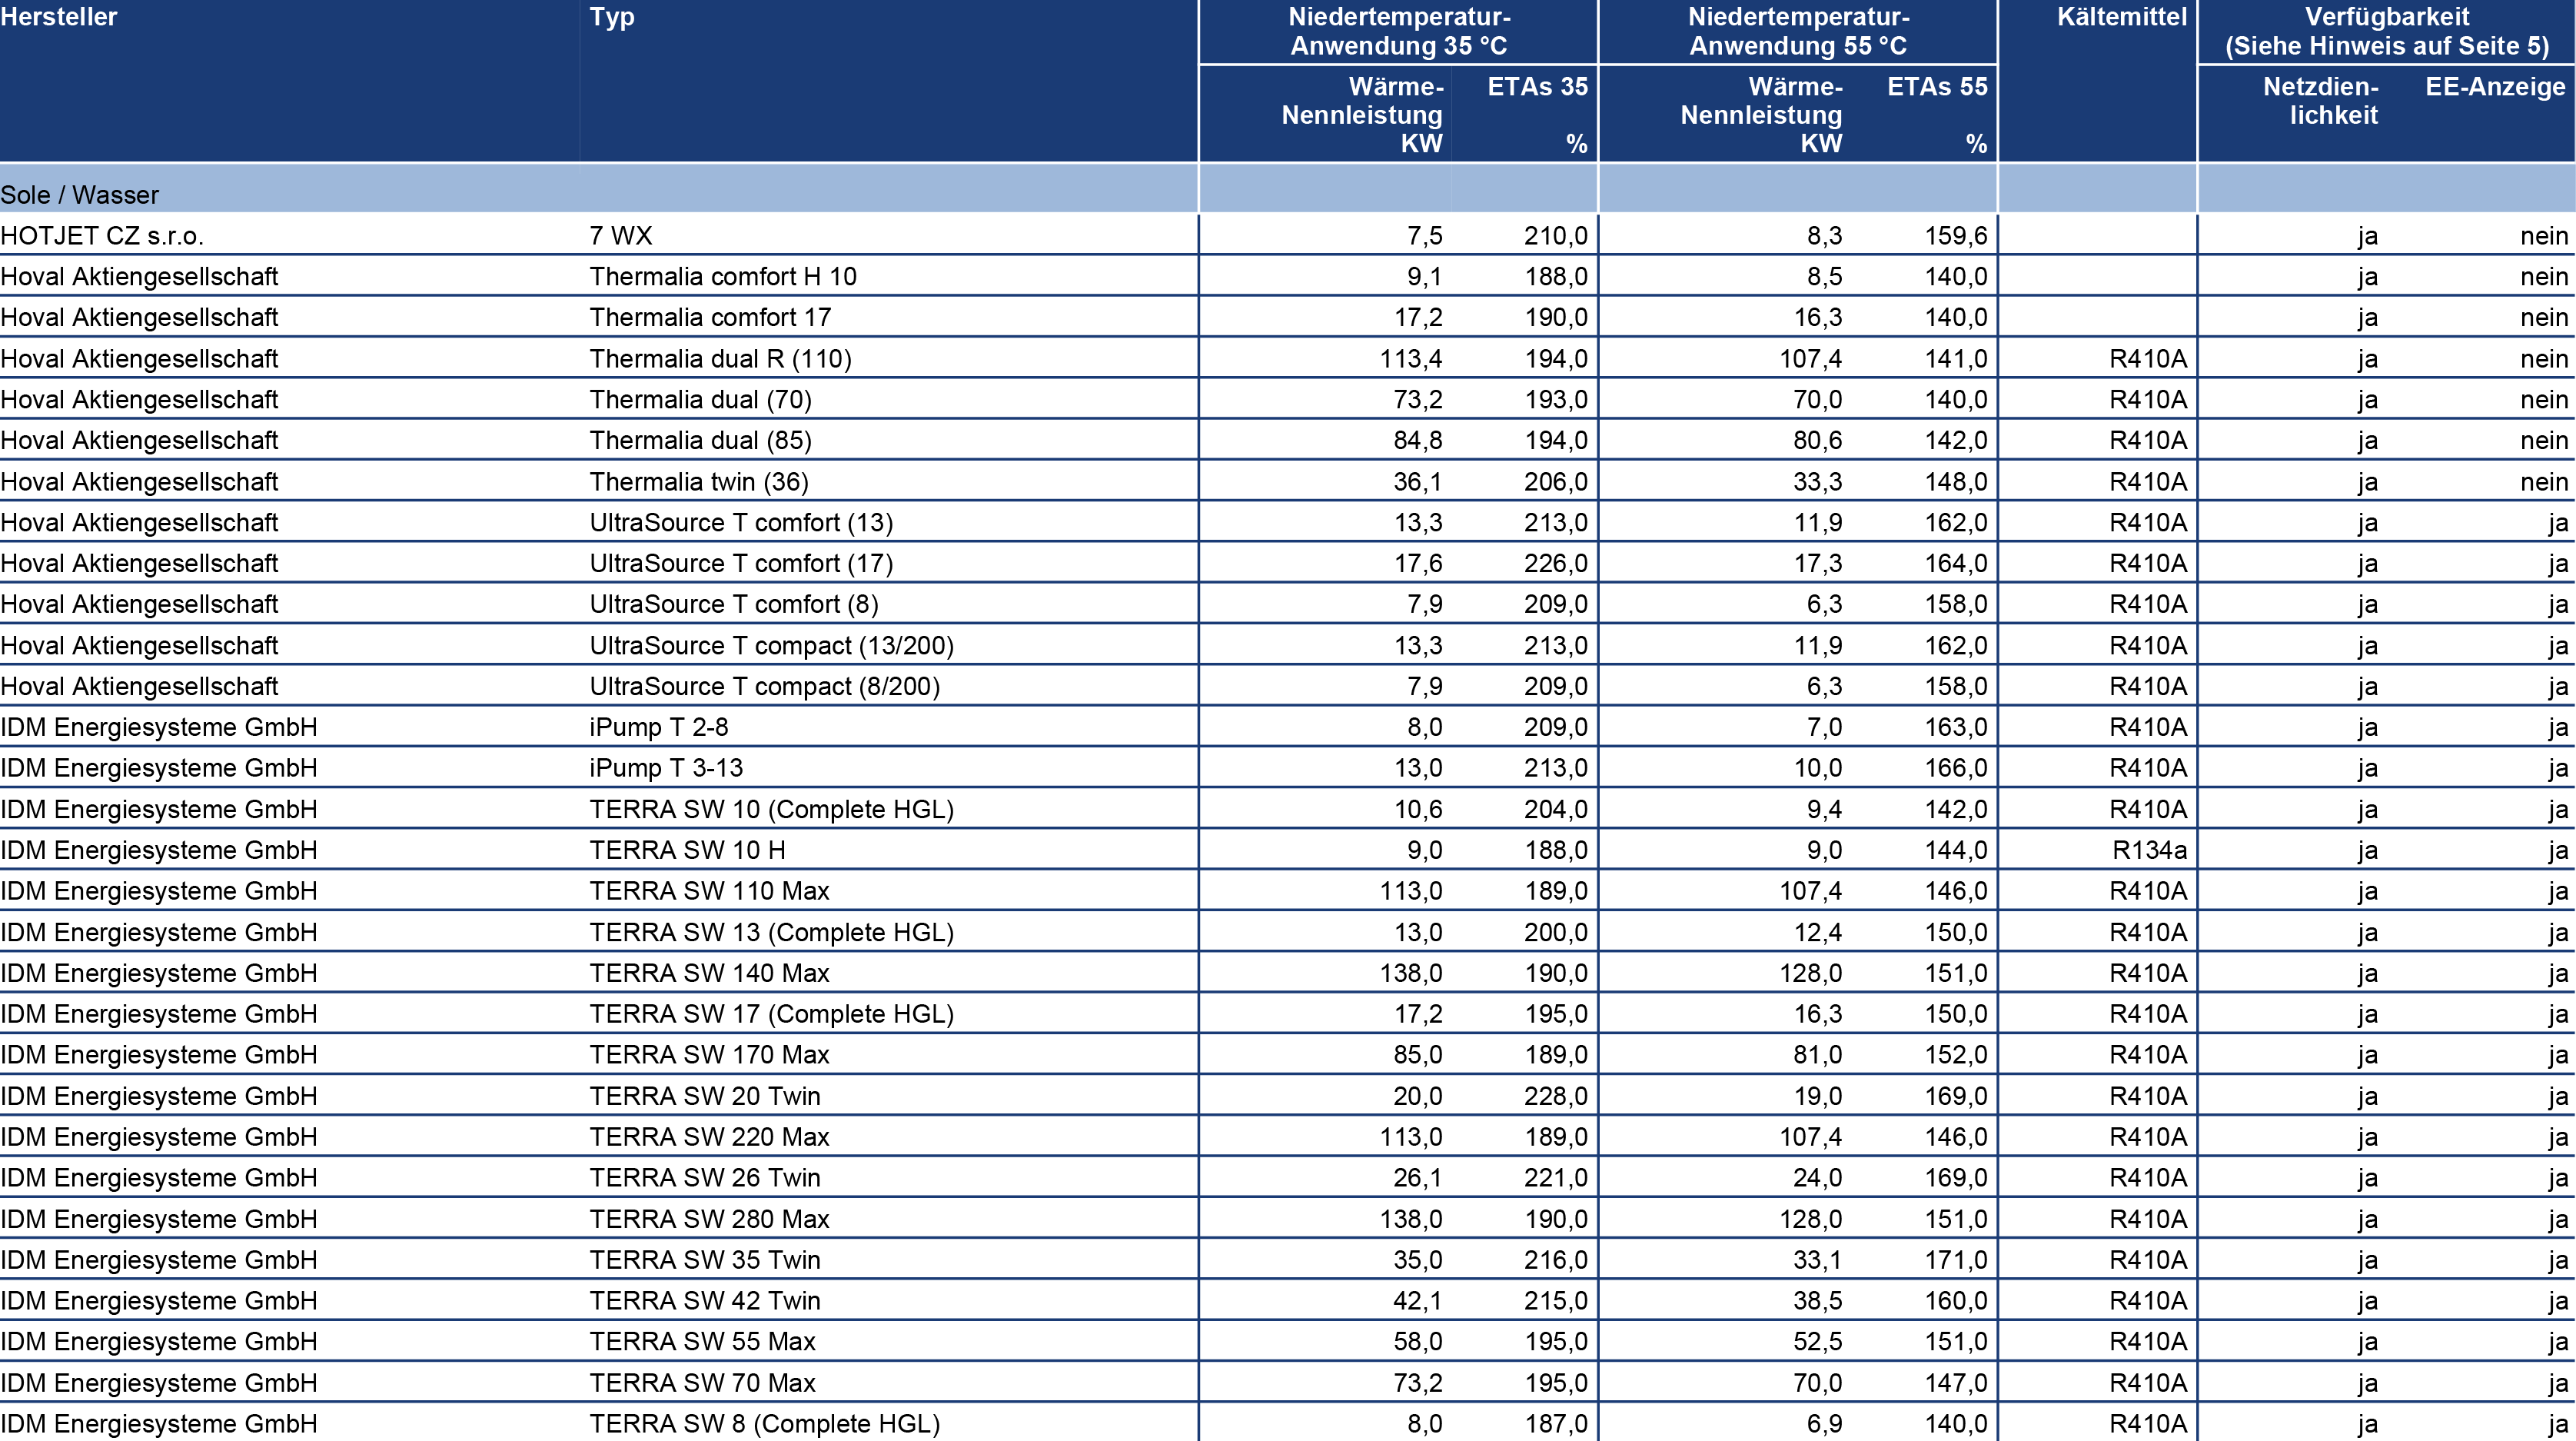 Hersteller Typ Niedertemperatur- Niedertemperatur- Kältemittel Verfügbarkeit
Anwendung 35 °C Anwendung 55 °C (Siehe Hinweis auf Seite 5)
Wärme- ETAs 35 Wärme- ETAs 55 Netzdien- EE-Anzeige
Nennleistung Nennleistung lichkeit
KW % KW %
Sole / Wasser
HOTJET CZ s.r.o. 7 WX 7,5 210,0 8,3 159,6 ja nein
Hoval Aktiengesellschaft Thermalia comfort H 10 9,1 188,0 8,5 140,0 ja nein
Hoval Aktiengesellschaft Thermalia comfort 17 17,2 190,0 16,3 140,0 ja nein
Hoval Aktiengesellschaft Thermalia dual R (110) 113,4 194,0 107,4 141,0 R410A ja nein
Hoval Aktiengesellschaft Thermalia dual (70) 73,2 193,0 70,0 140,0 R410A ja nein
Hoval Aktiengesellschaft Thermalia dual (85) 84,8 194,0 80,6 142,0 R410A ja nein
Hoval Aktiengesellschaft Thermalia twin (36) 36,1 206,0 33,3 148,0 R410A ja nein
Hoval Aktiengesellschaft UltraSource T comfort (13) 13,3 213,0 11,9 162,0 R410A ja ja
Hoval Aktiengesellschaft UltraSource T comfort (17) 17,6 226,0 17,3 164,0 R410A ja ja
Hoval Aktiengesellschaft UltraSource T comfort (8) 7,9 209,0 6,3 158,0 R410A ja ja
Hoval Aktiengesellschaft UltraSource T compact (13/200) 13,3 213,0 11,9 162,0 R410A ja ja
Hoval Aktiengesellschaft UltraSource T compact (8/200) 7,9 209,0 6,3 158,0 R410A ja ja
IDM Energiesysteme GmbH iPump T 2-8 8,0 209,0 7,0 163,0 R410A ja ja
IDM Energiesysteme GmbH iPump T 3-13 13,0 213,0 10,0 166,0 R410A ja ja
IDM Energiesysteme GmbH TERRA SW 10 (Complete HGL) 10,6 204,0 9,4 142,0 R410A ja ja
IDM Energiesysteme GmbH TERRA SW 10 H 9,0 188,0 9,0 144,0 R134a ja ja
IDM Energiesysteme GmbH TERRA SW 110 Max 113,0 189,0 107,4 146,0 R410A ja ja
IDM Energiesysteme GmbH TERRA SW 13 (Complete HGL) 13,0 200,0 12,4 150,0 R410A ja ja
IDM Energiesysteme GmbH TERRA SW 140 Max 138,0 190,0 128,0 151,0 R410A ja ja
IDM Energiesysteme GmbH TERRA SW 17 (Complete HGL) 17,2 195,0 16,3 150,0 R410A ja ja
IDM Energiesysteme GmbH TERRA SW 170 Max 85,0 189,0 81,0 152,0 R410A ja ja
IDM Energiesysteme GmbH TERRA SW 20 Twin 20,0 228,0 19,0 169,0 R410A ja ja
IDM Energiesysteme GmbH TERRA SW 220 Max 113,0 189,0 107,4 146,0 R410A ja ja
IDM Energiesysteme GmbH TERRA SW 26 Twin 26,1 221,0 24,0 169,0 R410A ja ja
IDM Energiesysteme GmbH TERRA SW 280 Max 138,0 190,0 128,0 151,0 R410A ja ja
IDM Energiesysteme GmbH TERRA SW 35 Twin 35,0 216,0 33,1 171,0 R410A ja ja
IDM Energiesysteme GmbH TERRA SW 42 Twin 42,1 215,0 38,5 160,0 R410A ja ja
IDM Energiesysteme GmbH TERRA SW 55 Max 58,0 195,0 52,5 151,0 R410A ja ja
IDM Energiesysteme GmbH TERRA SW 70 Max 73,2 195,0 70,0 147,0 R410A ja ja
IDM Energiesysteme GmbH TERRA SW 8 (Complete HGL) 8,0 187,0 6,9 140,0 R410A ja ja